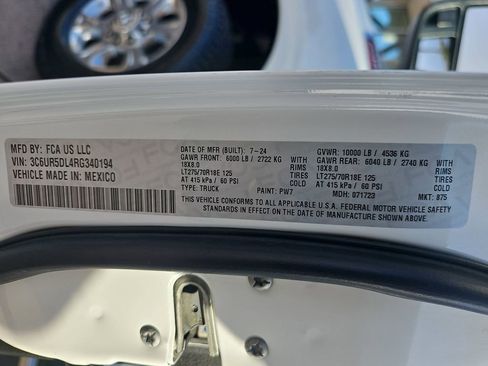 MFD BY: FCA US LLC
VIN: 3C6UR5DL4RG340194
VEHICLE MADE IN: MEXICO
DATE OF MFR (BUILT): 7-24
GAWR FRONT: 6000 LB / 2722 KG WITH
18X8.0 RIMS
LT275/70R18E 125 TIRES
AT 415 kPa / 60 PSI
TYPE: TRUCK PAINT: PW7
GVWR: 10000 LB / 4536 KG
GAWR REAR: 6040 LB / 2740 KG WITH
18X8.0 RIMS
LT275/70R18E 125 TIRES
AT 415 kPa / 60 PSI
MDH: 071723 MKT: 875
THIS VEHICLE CONFORMS TO ALL APPLICABLE U.S. FEDERAL MOTOR VEHICLE SAFETY
STANDARDS IN EFFECT ON THE DATE OF MANUFACTURE SHOWN ABOVE.